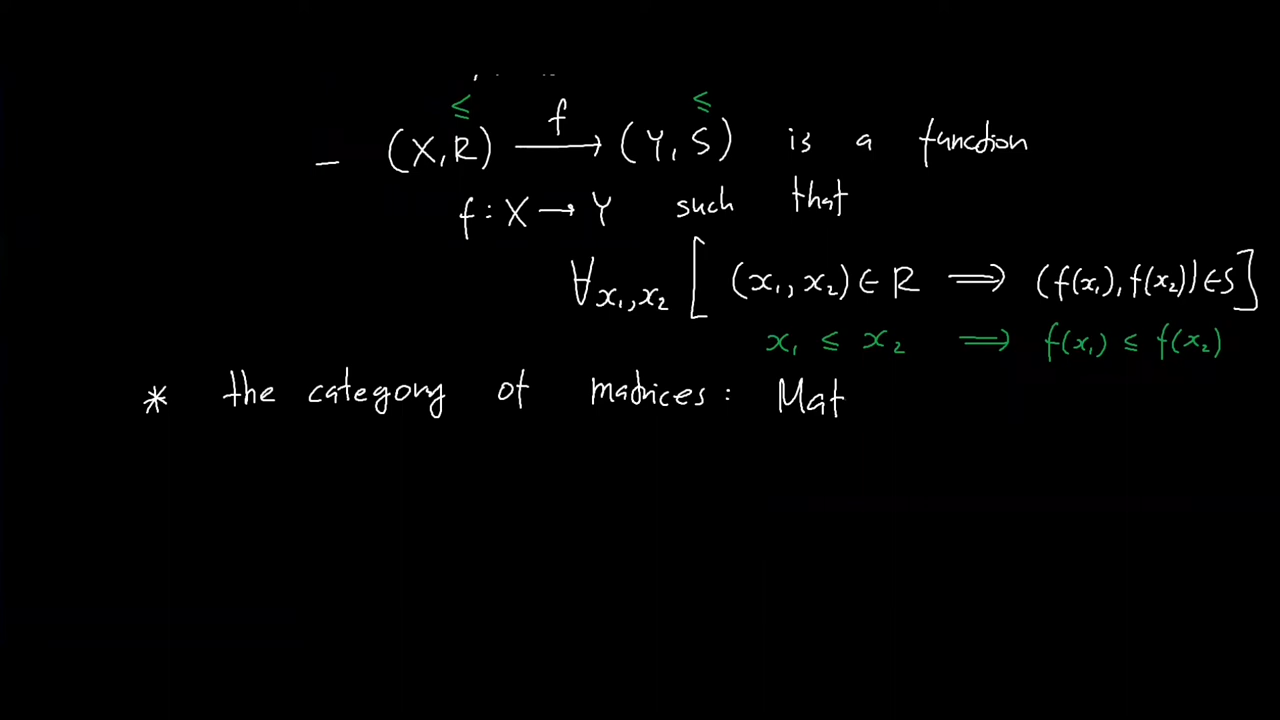 ≤ ≤
— (X, R) —f→ (Y, S) is a function
f : X → Y such that
∀x₁,x₂ [ (x₁, x₂) ∈ R ⟹ (f(x₁), f(x₂)) ∈ S ]
x₁ ≤ x₂ ⟹ f(x₁) ≤ f(x₂)
* the category of matrices : Mat